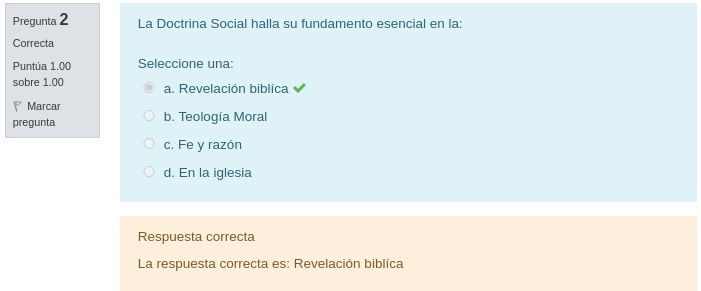 Pregunta 2
Correcta
Puntúa 1.00
sobre 1.00
Marcar
pregunta
La Doctrina Social halla su fundamento esencial en la:
Seleccione una:
a. Revelación biblíca
b. Teología Moral
c. Fe y razón
d. En la iglesia
Respuesta correcta
La respuesta correcta es: Revelación biblíca